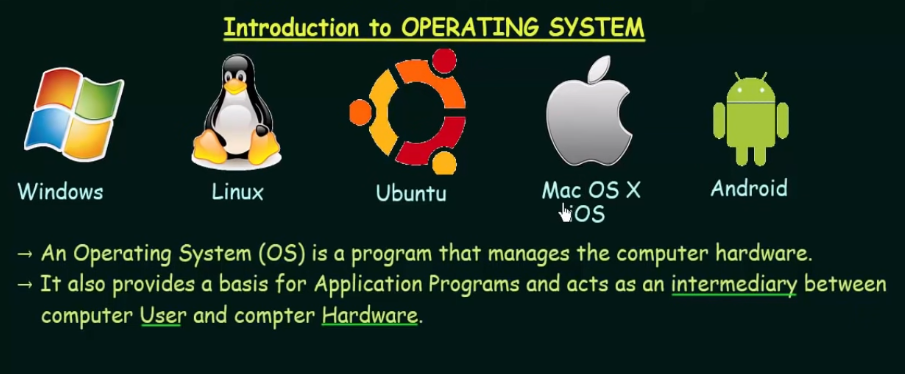 Introduction to OPERATING SYSTEM
Windows
Linux
Ubuntu
Mac OS X
iOS
Android
→ An Operating System (OS) is a program that manages the computer hardware.
→ It also provides a basis for Application Programs and acts as an intermediary between
computer User and compter Hardware.